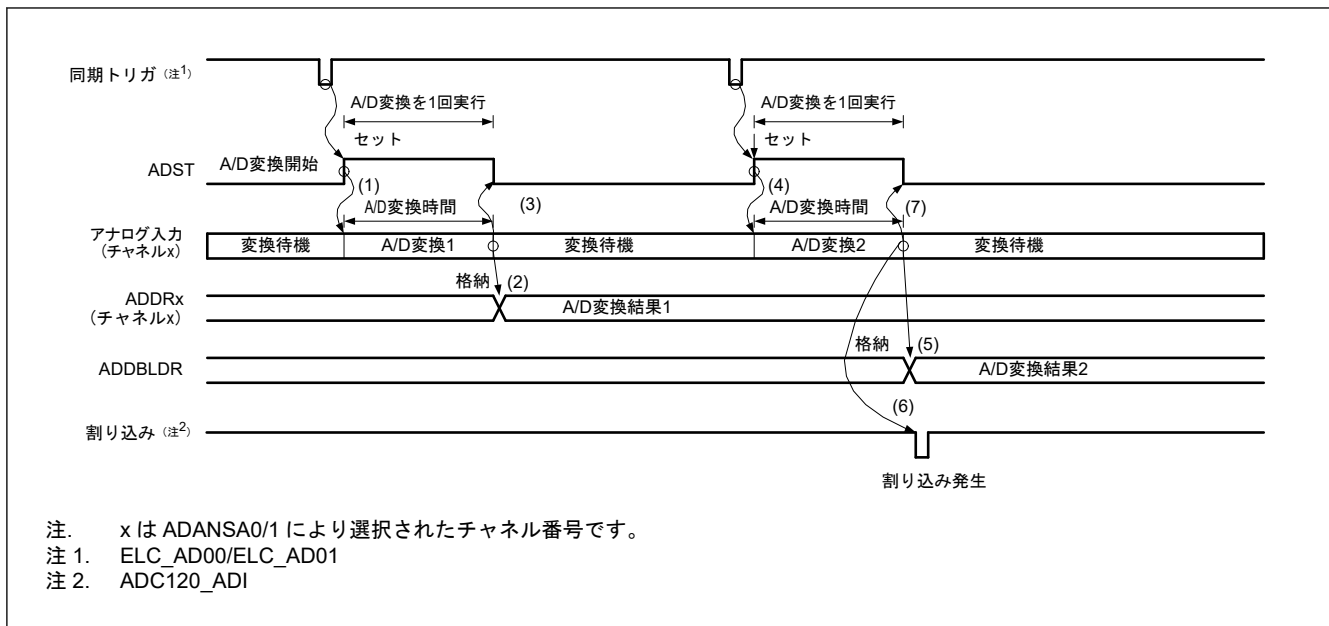 同期トリガ（注1）
A/D変換を1回実行
A/D変換を1回実行
セット
セット
ADST
A/D変換開始
(1)
(3)
(4)
(7)
A/D変換時間
A/D変換時間
アナログ入力
（チャネルx）
変換待機
A/D変換1
変換待機
A/D変換2
変換待機
格納
(2)
ADDRx
（チャネルx）
A/D変換結果1
格納
(5)
ADDBLDR
A/D変換結果2
(6)
割り込み（注2）
割り込み発生
注. x は ADANSA0/1 により選択されたチャネル番号です。
注 1. ELC_AD00/ELC_AD01
注 2. ADC120_ADI